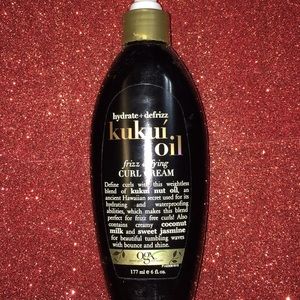 hydrate + defrizz
kukuí
oil
frizz defying
CURL CREAM
Define curls with this weightless
blend of kukui nut oil, an
ancient Hawaiian secret used for its
hydrating and waterproofing
abilities, which makes this blend
perfect for frizz free curls! Also
contains creamy coconut
milk and sweet jasmine
for beautiful tumbling waves
with bounce and shine.
ogx
177 ml e 6 fl. oz.